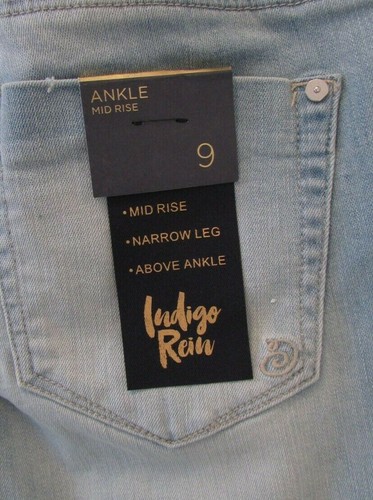 ANKLE
MID RISE
9
• MID RISE
• NARROW LEG
• ABOVE ANKLE
Indigo
Rein